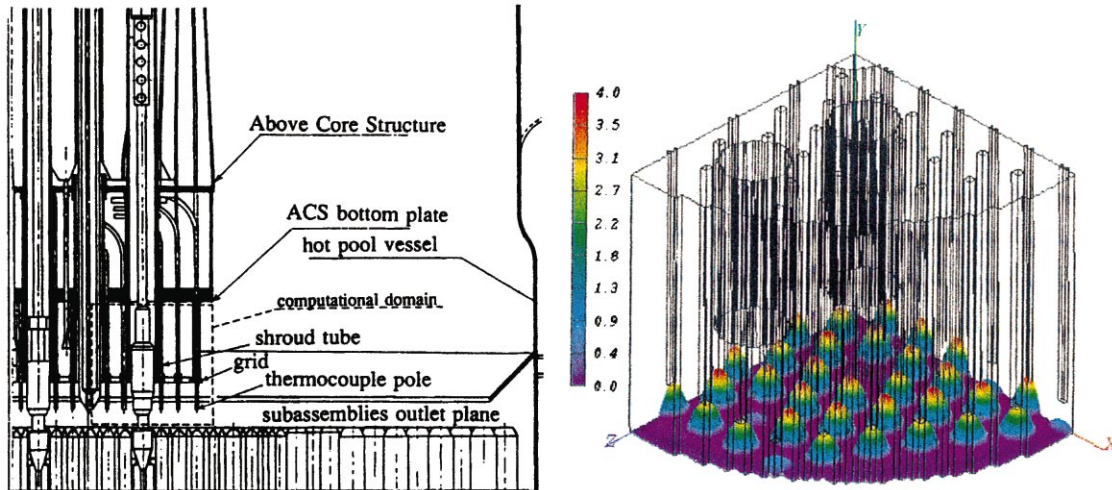 Above Core Structure
ACS bottom plate
hot pool vessel
computational domain
shroud tube
grid
thermocouple pole
subassemblies outlet plane
Y
4.0
3.5
3.1
2.7
2.2
1.8
1.3
0.9
0.4
0.0
Z
X